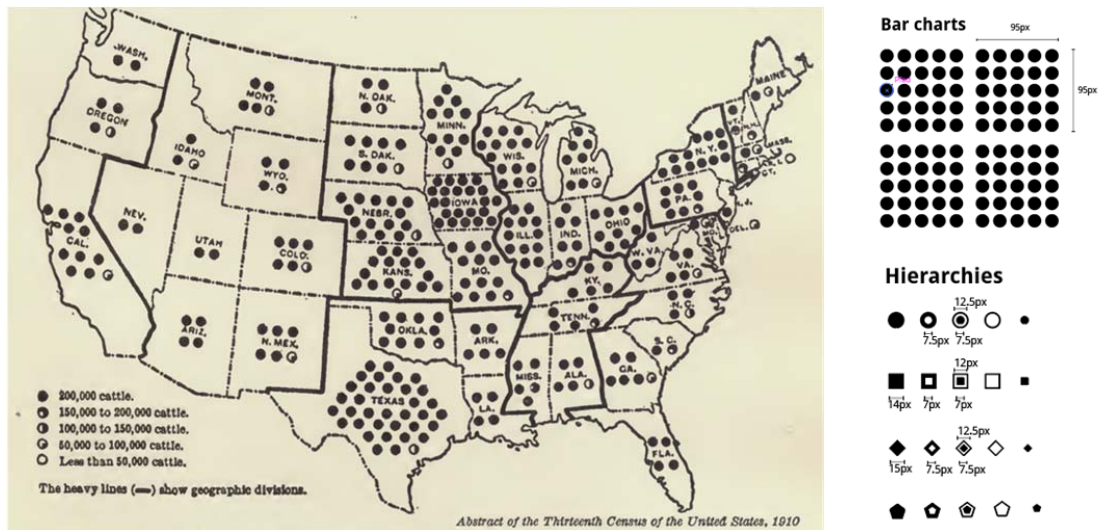 WASH.
OREGON
IDAHO
MONT.
WYO.
N. DAK.
S. DAK.
NEBR.
KANS.
MINN.
IOWA
MO.
WIS.
MICH.
ILL.
IND.
OHIO
KY.
TENN.
W. VA.
VA.
N. C.
S. C.
GA.
ALA.
MISS.
LA.
ARK.
OKLA.
TEXAS
N. MEX.
ARIZ.
COLO.
UTAH
NEV.
CAL.
FLA.
PA.
N. Y.
MAINE
VT.
N.H.
MASS.
CT.
N. J.
DEL.
MD.
200,000 cattle.
150,000 to 200,000 cattle.
100,000 to 150,000 cattle.
50,000 to 100,000 cattle.
Less than 50,000 cattle.
The heavy lines (▬) show geographic divisions.
Abstract of the Thirteenth Census of the United States, 1910
Bar charts
95px
95px
Hierarchies
12.5px
7.5px 7.5px
12px
14px 7px 7px
12.5px
15px 7.5px 7.5px